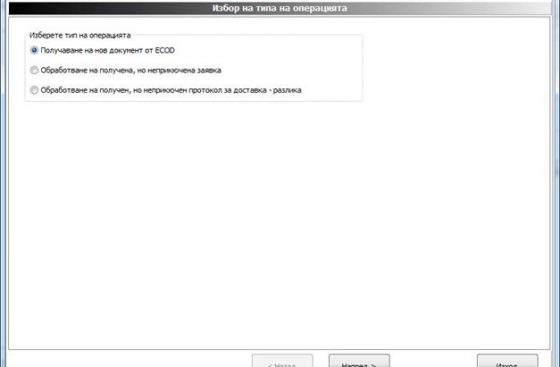 Избор на типа на операцията
Изберете тип на операцията
Получаване на нов документ от ECOD
Обработване на получена, но неприключена заявка
Обработване на получен, но неприключен протокол за доставка - разлика
< Назад
Напред >
Изход